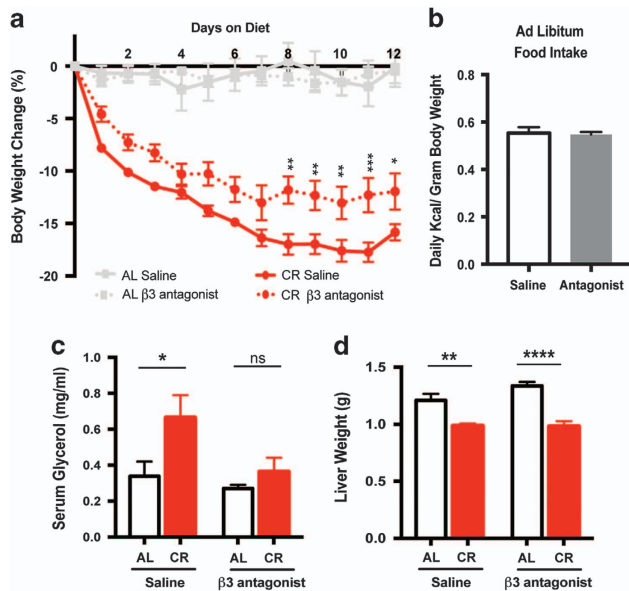 a
Days on Diet
2 4 6 8 10 12
Body Weight Change (%)
0
-5
-10
-15
-20
** ** ** *** *
AL Saline
CR Saline
AL β3 antagonist
CR β3 antagonist
b
Ad Libitum
Food Intake
Daily Kcal/ Gram Body Weight
0.8
0.6
0.4
0.2
0.0
Saline Antagonist
c
Serum Glycerol (mg/ml)
1.0
0.8
0.6
0.4
0.2
0.0
* ns
AL CR AL CR
Saline β3 antagonist
d
Liver Weight (g)
1.5
1.0
1.0
0.0
** ****
AL CR AL CR
Saline β3 antagonist